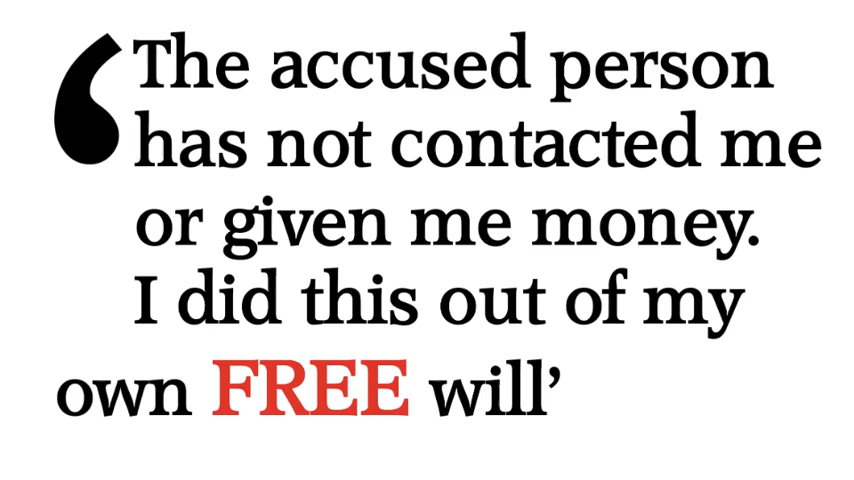 ‘The accused person
has not contacted me
or given me money.
I did this out of my
own FREE will’